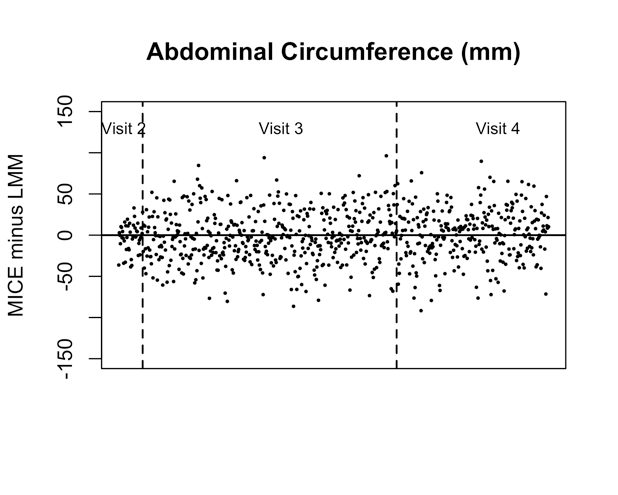 Abdominal Circumference (mm)
MICE minus LMM
150
50
0
-50
-150
Visit 2
Visit 3
Visit 4